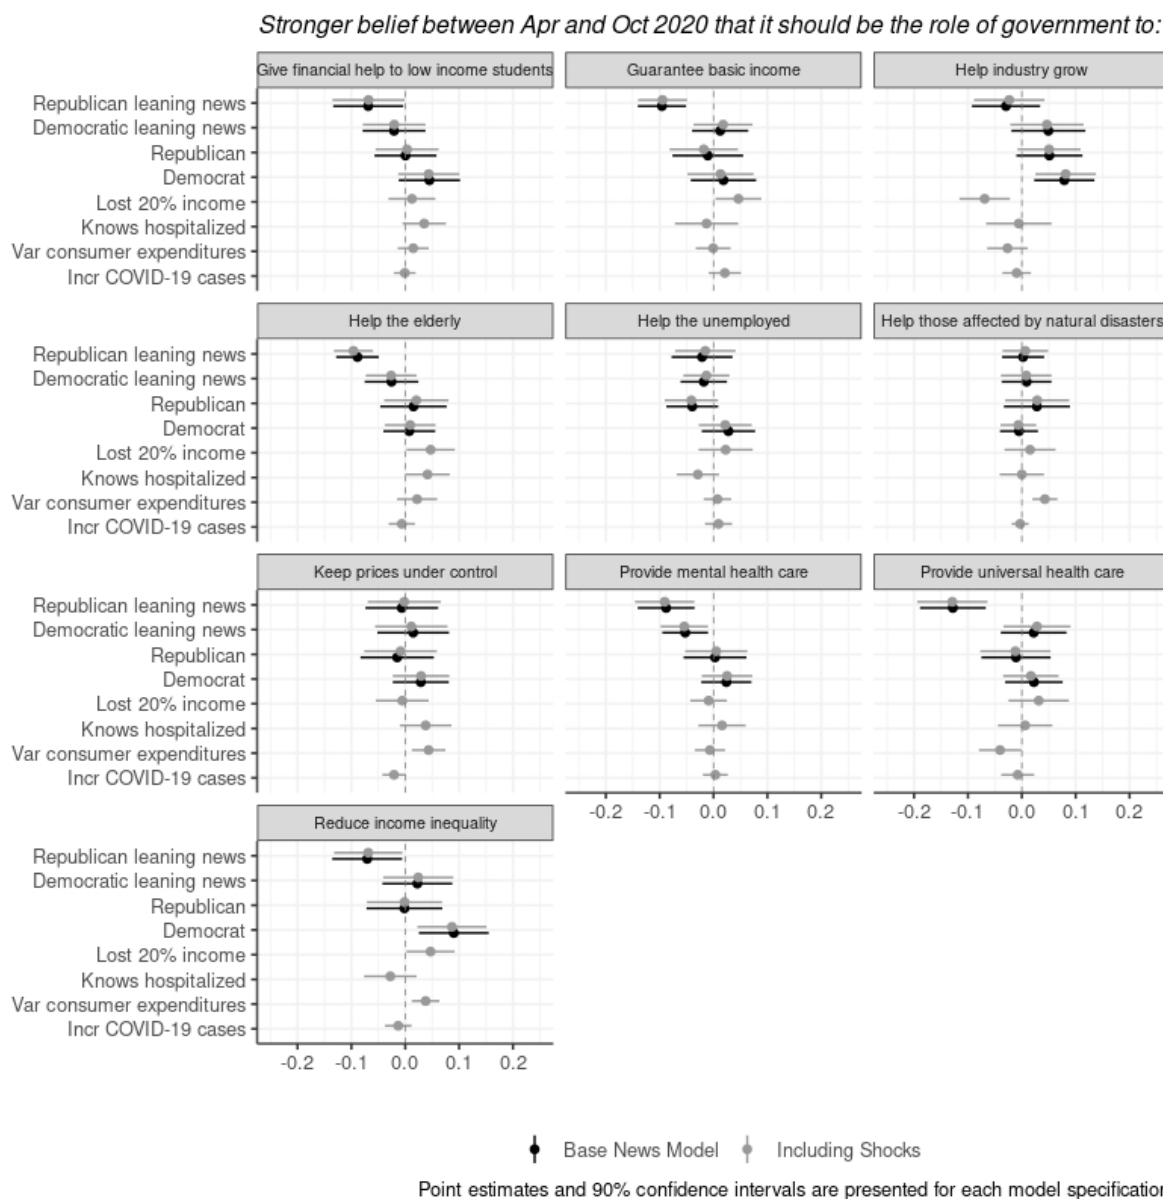 Stronger belief between Apr and Oct 2020 that it should be the role of government to:
Give financial help to low income students
Guarantee basic income
Help industry grow
Republican leaning news
Democratic leaning news
Republican
Democrat
Lost 20% income
Knows hospitalized
Var consumer expenditures
Incr COVID-19 cases
Help the elderly
Help the unemployed
Help those affected by natural disasters
Republican leaning news
Democratic leaning news
Republican
Democrat
Lost 20% income
Knows hospitalized
Var consumer expenditures
Incr COVID-19 cases
Keep prices under control
Provide mental health care
Provide universal health care
Republican leaning news
Democratic leaning news
Republican
Democrat
Lost 20% income
Knows hospitalized
Var consumer expenditures
Incr COVID-19 cases
-0.2 -0.1 0.0 0.1 0.2
-0.2 -0.1 0.0 0.1 0.2
Reduce income inequality
Republican leaning news
Democratic leaning news
Republican
Democrat
Lost 20% income
Knows hospitalized
Var consumer expenditures
Incr COVID-19 cases
-0.2 -0.1 0.0 0.1 0.2
Base News Model
Including Shocks
Point estimates and 90% confidence intervals are presented for each model specification